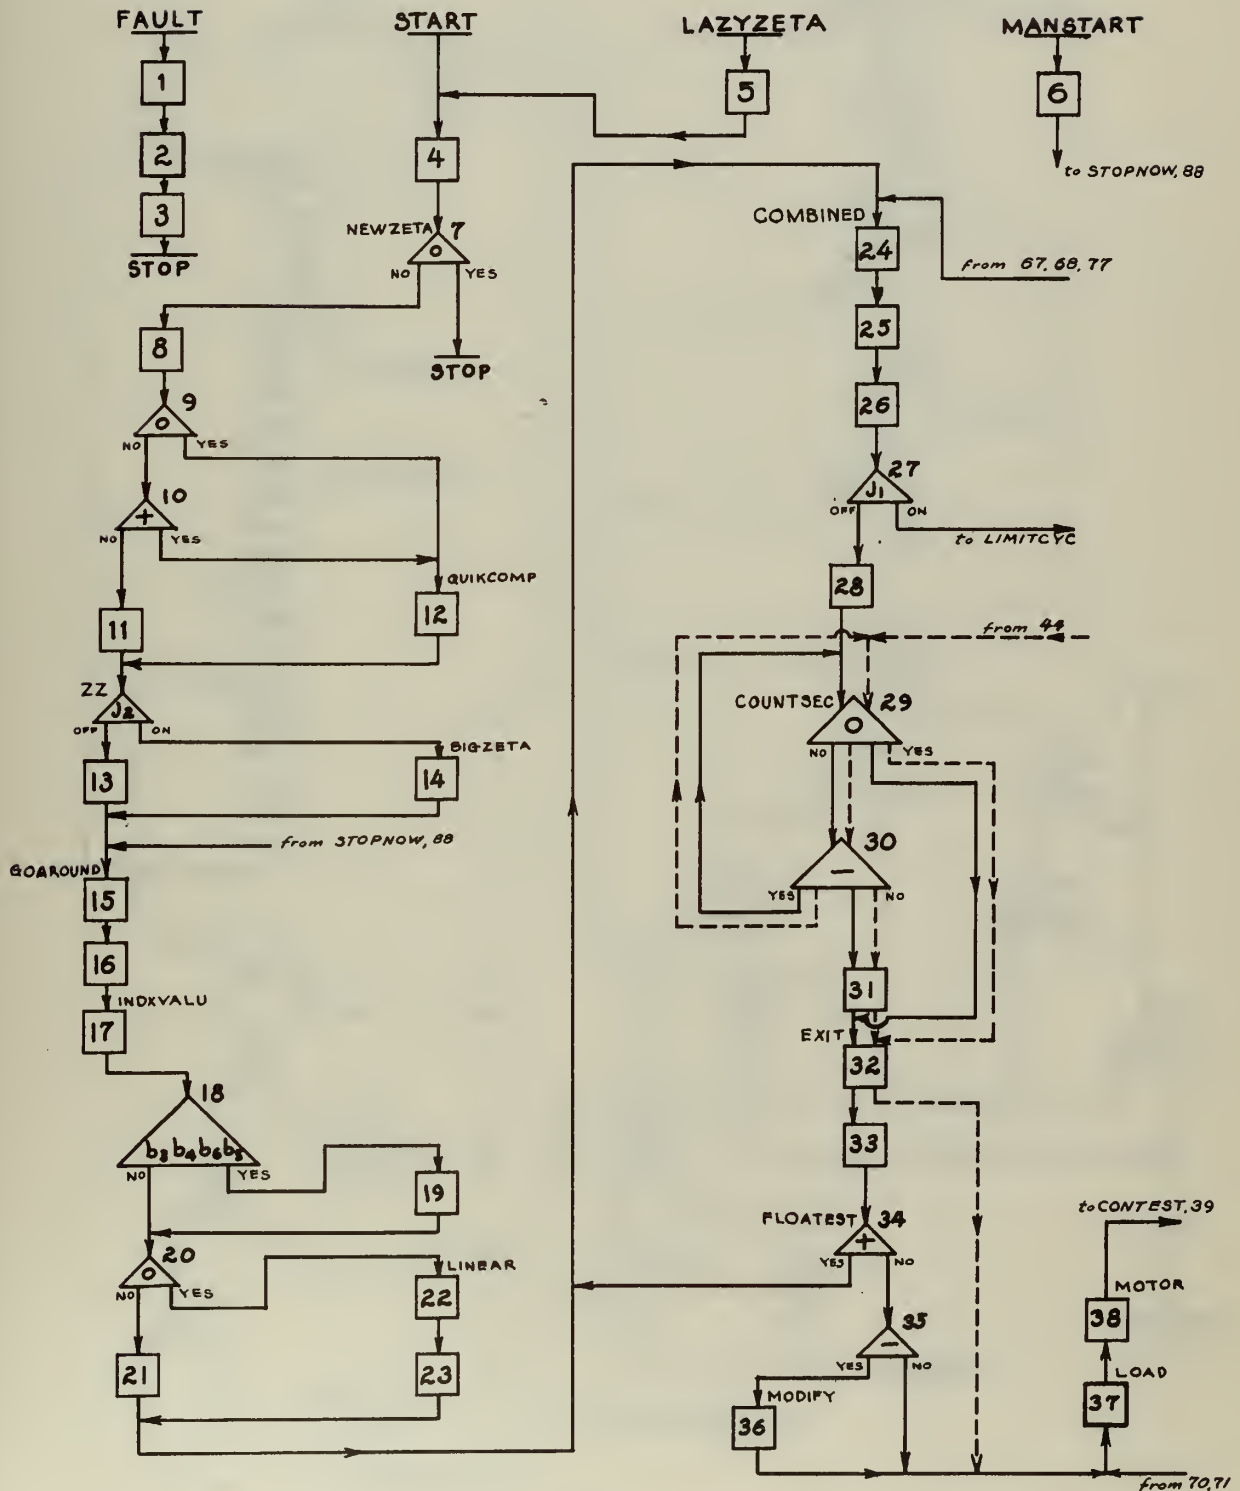 FAULT
START
LAZYZETA
MANSTART
1
5
6
2
4
to STOPNOW, 88
3
STOP
NEWZETA 7
O
NO YES
COMBINED
24
from 67, 68, 77
8
STOP
25
9
O
NO YES
26
10
+
NO YES
27
J1
OFF ON
to LIMITCYC
QUIKCOMP
11
12
28
from 44
ZZ
J2
OFF ON
COUNTSEC 29
O
NO YES
BIGZETA
13
14
from STOPNOW, 88
30
−
YES NO
GOAROUND
15
16
INDXVALU
17
31
EXIT
32
18
b3 b4 b6 b5
NO YES
33
19
FLOATEST 34
+
YES NO
to CONTEST, 39
20
O
NO YES
LINEAR
22
MOTOR
38
35
−
YES NO
21
23
MODIFY
36
LOAD
37
from 70, 71